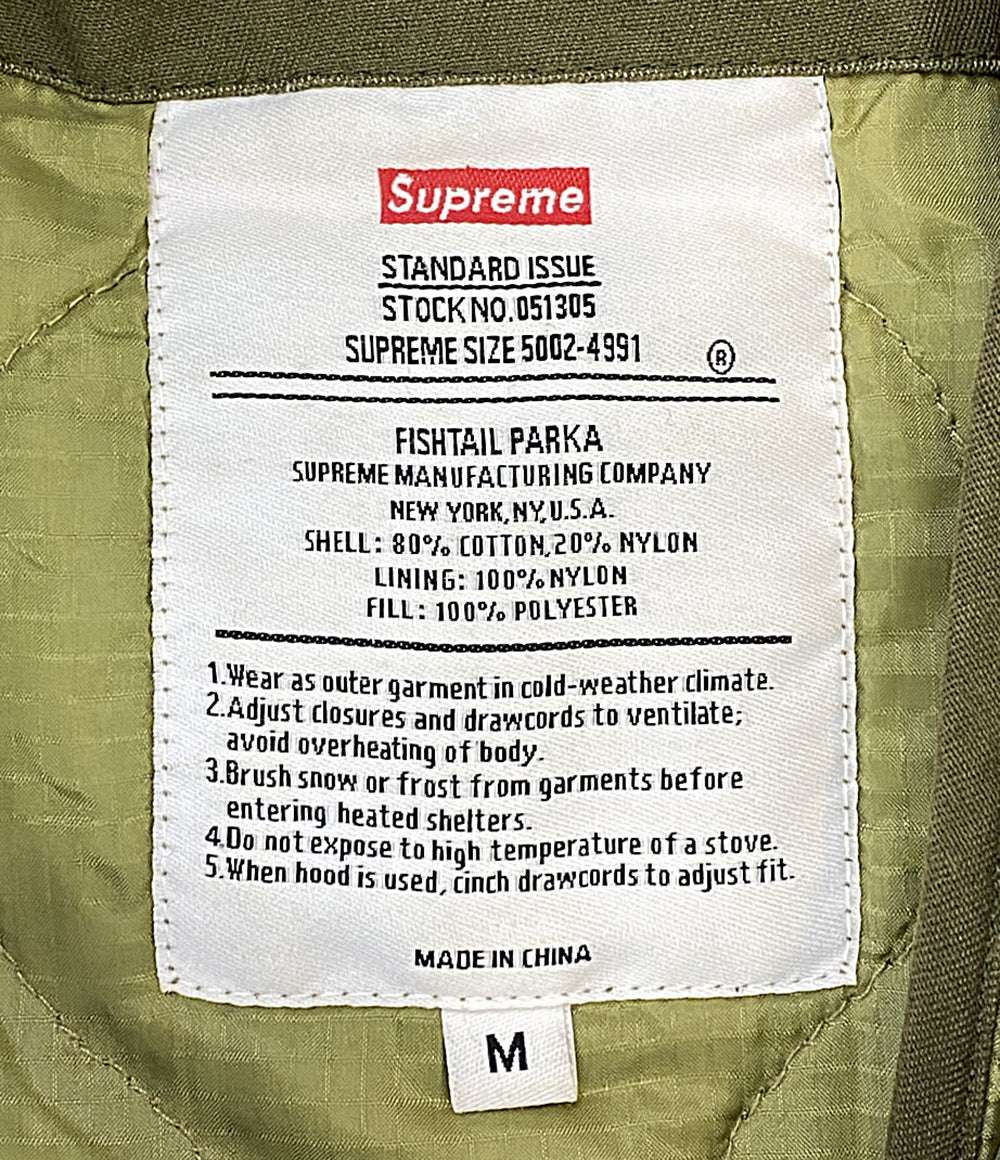 Supreme
STANDARD ISSUE
STOCK NO.051305
SUPREME SIZE 5002-4991 ®
FISHTAIL PARKA
SUPREME MANUFACTURING COMPANY
NEW YORK,NY,U.S.A.
SHELL: 80% COTTON,20% NYLON
LINING: 100% NYLON
FILL: 100% POLYESTER
1.Wear as outer garment in cold-weather climate.
2.Adjust closures and drawcords to ventilate;
avoid overheating of body.
3.Brush snow or frost from garments before
entering heated shelters.
4.Do not expose to high temperature of a stove.
5.When hood is used, cinch drawcords to adjust fit.
MADE IN CHINA
M